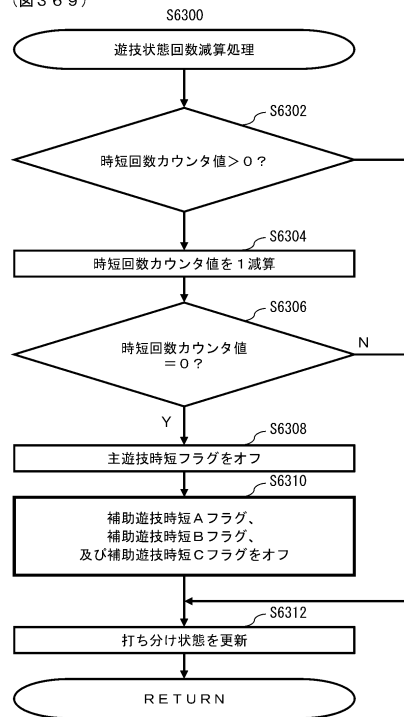 (図369)
S6300
遊技状態回数減算処理
S6302
時短回数カウンタ値＞０？
S6304
時短回数カウンタ値を１減算
S6306
時短回数カウンタ値
＝０？
N
Y
S6308
主遊技時短フラグをオフ
S6310
補助遊技時短Ａフラグ、
補助遊技時短Ｂフラグ、
及び補助遊技時短Ｃフラグをオフ
S6312
打ち分け状態を更新
ＲＥＴＵＲＮ